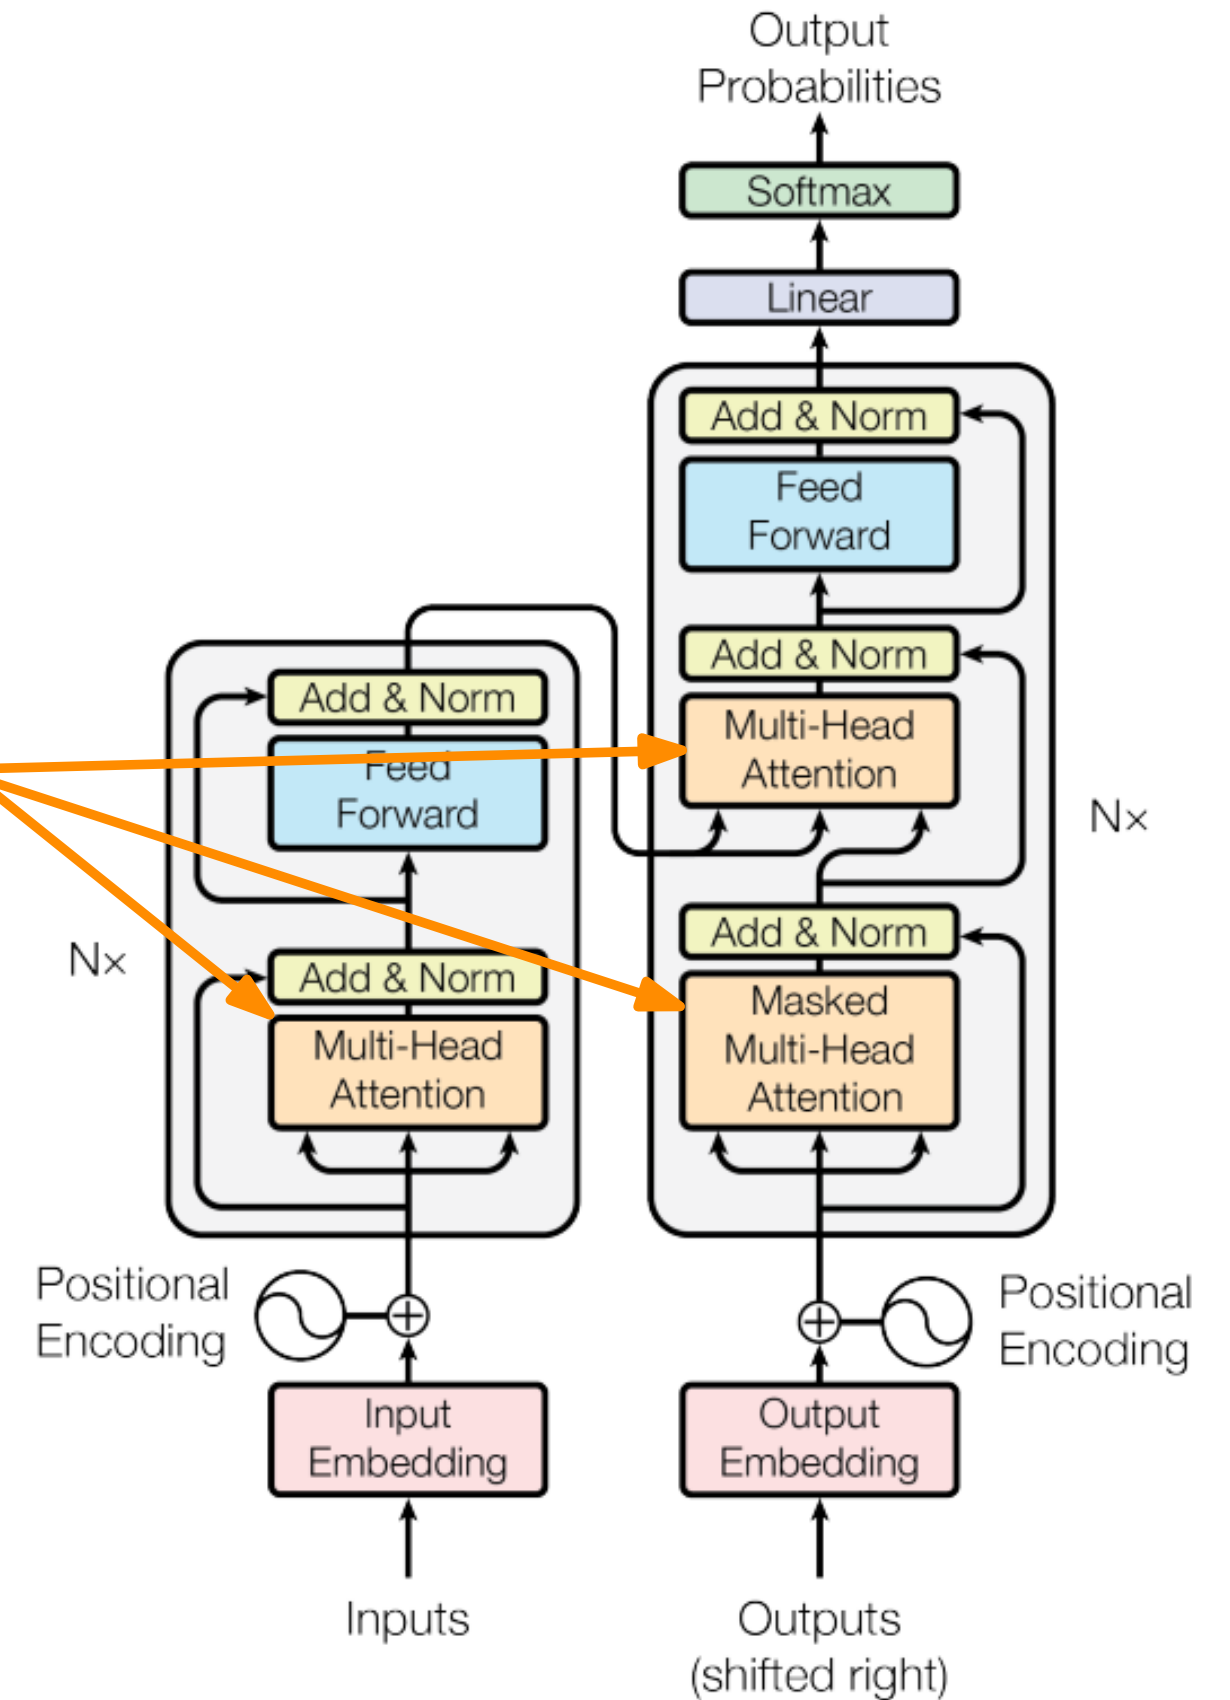 Output
Probabilities
Softmax
Linear
Add & Norm
Feed
Forward
Add & Norm
Multi-Head
Attention
N×
Add & Norm
Masked
Multi-Head
Attention
Add & Norm
Feed
Forward
N×
Add & Norm
Multi-Head
Attention
Positional
Encoding
Positional
Encoding
Input
Embedding
Output
Embedding
Inputs
Outputs
(shifted right)